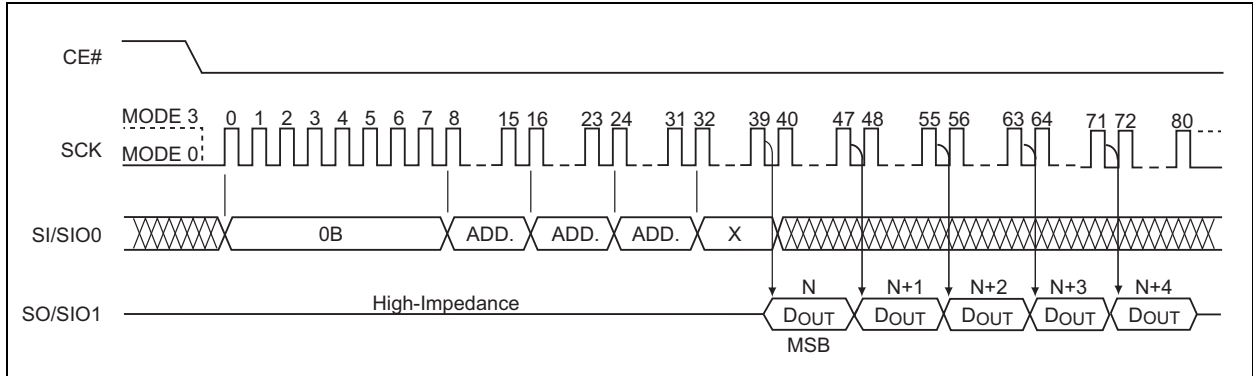 CE#
MODE 3 0 1 2 3 4 5 6 7 8 15 16 23 24 31 32 39 40 47 48 55 56 63 64 71 72 80
SCK
MODE 0
SI/SIO0 0B ADD. ADD. ADD. X
N N+1 N+2 N+3 N+4
High-Impedance
SO/SIO1 DOUT DOUT DOUT DOUT DOUT
MSB